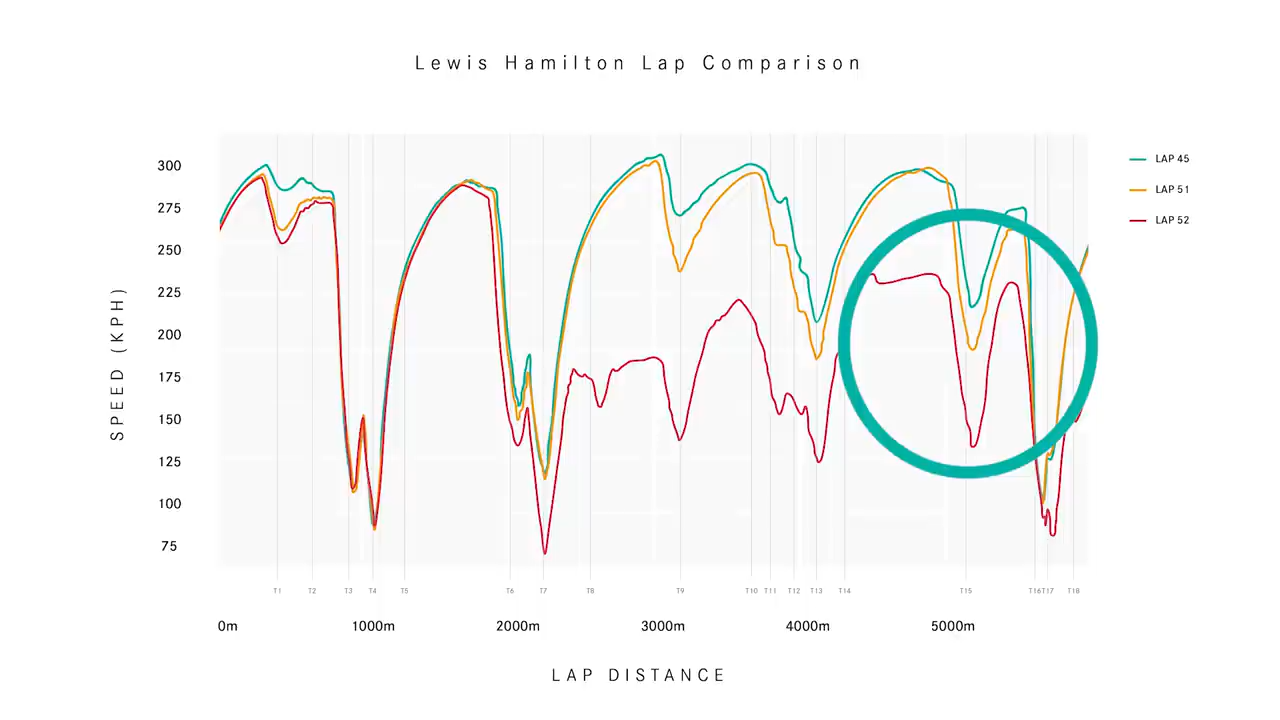 Lewis Hamilton Lap Comparison
300
275
250
225
200
175
150
125
100
75
SPEED (KPH)
LAP 45
LAP 51
LAP 52
T1 T2 T3 T4 T5 T6 T7 T8 T9 T10 T11 T12 T13 T14 T15 T16 T17 T18
0m 1000m 2000m 3000m 4000m 5000m
LAP DISTANCE